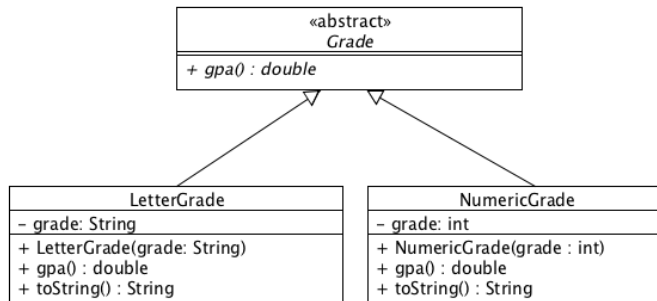 «abstract»
Grade
+ gpa() : double
LetterGrade
– grade: String
+ LetterGrade(grade: String)
+ gpa() : double
+ toString() : String
NumericGrade
– grade: int
+ NumericGrade(grade : int)
+ gpa() : double
+ toString() : String